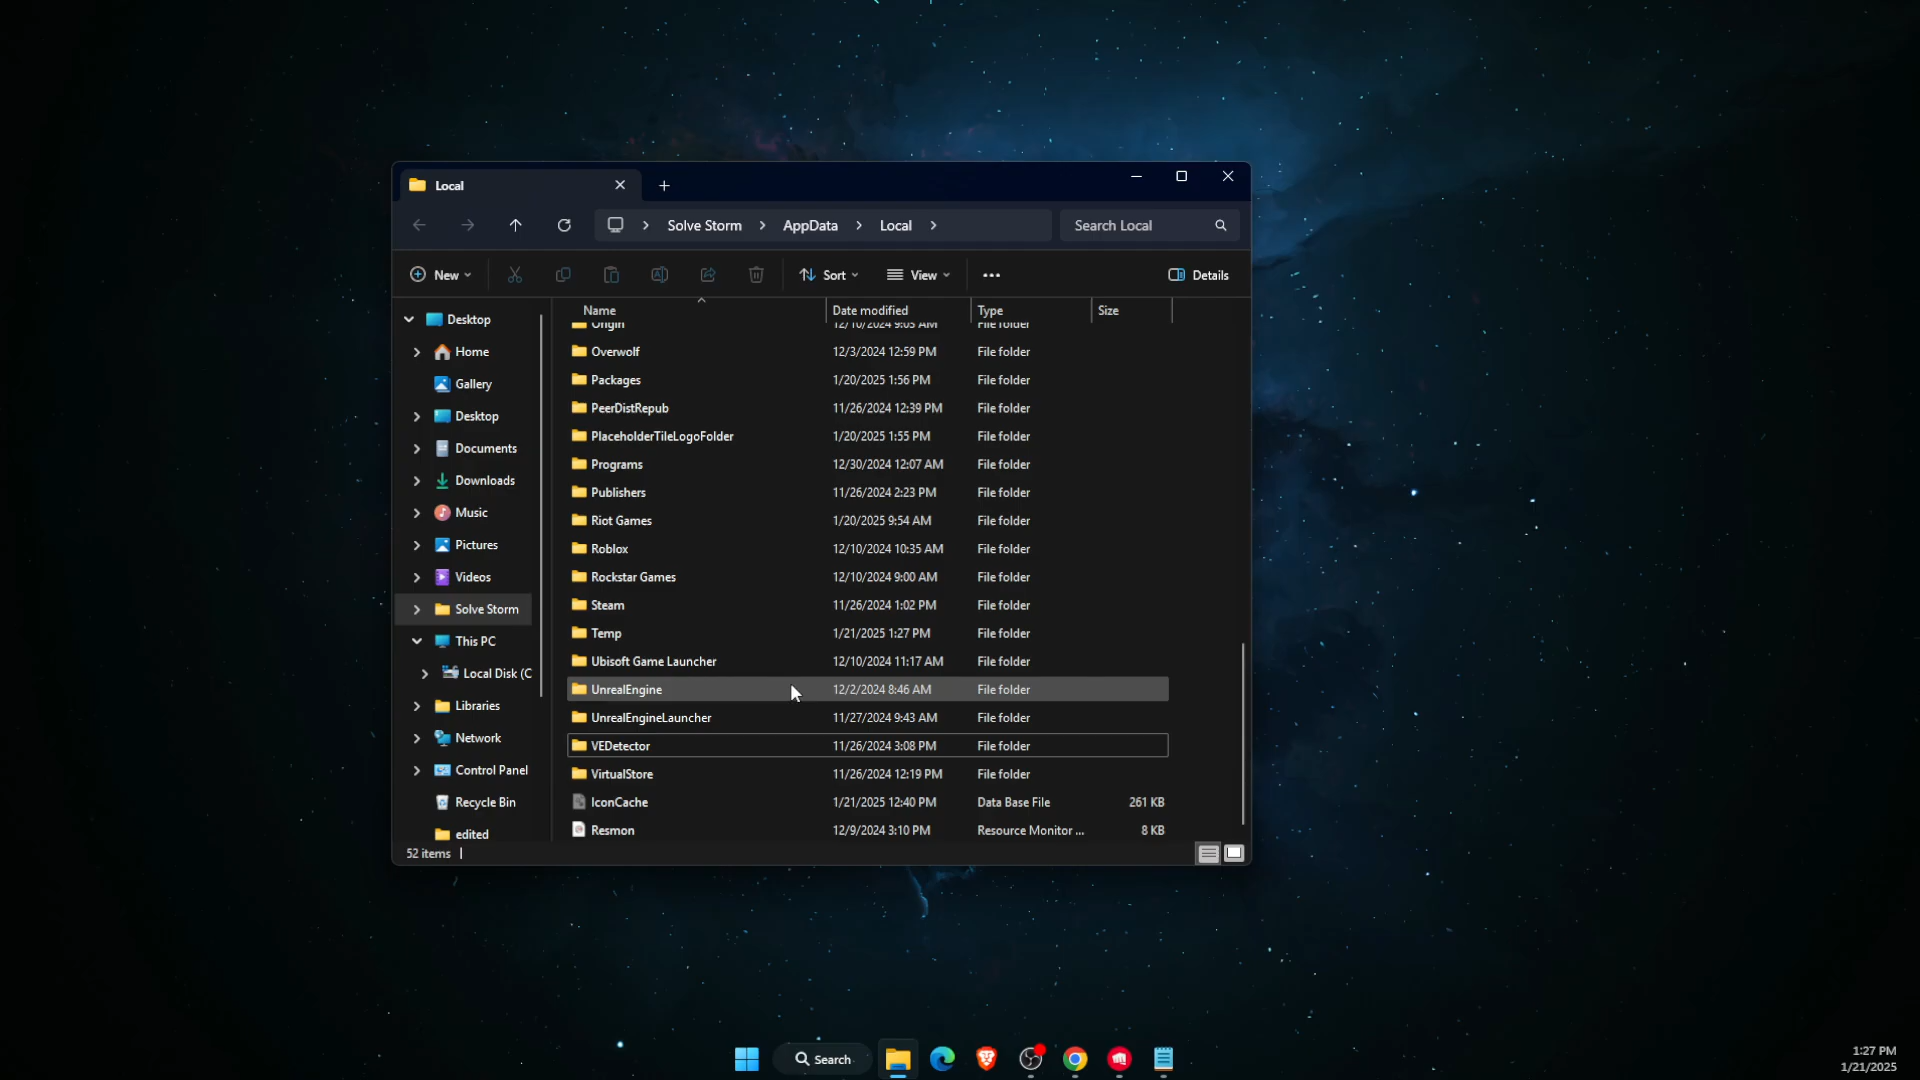 Local
Solve Storm
AppData
Local
Search Local
New
Sort
View
Details
Name
Date modified
Type
Size
Desktop
Home
Gallery
Desktop
Documents
Downloads
Music
Pictures
Videos
Solve Storm
This PC
Local Disk (C
Libraries
Network
Control Panel
Recycle Bin
edited
Origin 12/10/2024 9:05 AM File folder
Overwolf 12/3/2024 12:59 PM File folder
Packages 1/20/2025 1:56 PM File folder
PeerDistRepub 11/26/2024 12:39 PM File folder
PlaceholderTileLogoFolder 1/20/2025 1:55 PM File folder
Programs 12/30/2024 12:07 AM File folder
Publishers 11/26/2024 2:23 PM File folder
Riot Games 1/20/2025 9:54 AM File folder
Roblox 12/10/2024 10:35 AM File folder
Rockstar Games 12/10/2024 9:00 AM File folder
Steam 11/26/2024 1:02 PM File folder
Temp 1/21/2025 1:27 PM File folder
Ubisoft Game Launcher 12/10/2024 11:17 AM File folder
UnrealEngine 12/2/2024 8:46 AM File folder
UnrealEngineLauncher 11/27/2024 9:43 AM File folder
VEDetector 11/26/2024 3:08 PM File folder
VirtualStore 11/26/2024 12:19 PM File folder
IconCache 1/21/2025 12:40 PM Data Base File 261 KB
Resmon 12/9/2024 3:10 PM Resource Monitor ... 8 KB
52 items
Search
1:27 PM
1/21/2025